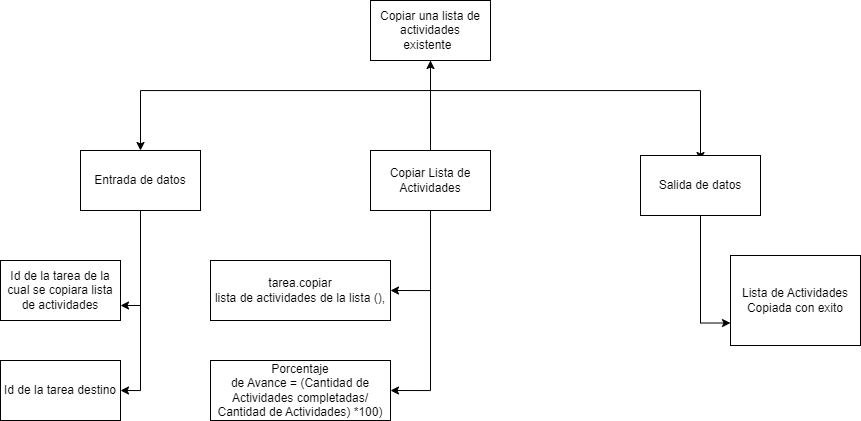 Copiar una lista de
actividades
existente
Entrada de datos
Copiar Lista de
Actividades
Salida de datos
Id de la tarea de la
cual se copiara lista
de actividades
tarea.copiar
lista de actividades de la lista (),
Lista de Actividades
Copiada con exito
Id de la tarea destino
Porcentaje
de Avance = (Cantidad de
Actividades completadas/
Cantidad de Actividades) *100)